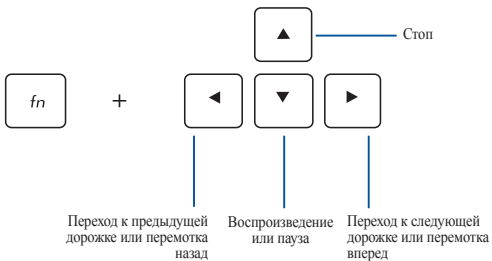 Стоп
fn +
Переход к предыдущей
дорожке или перемотка
назад
Воспроизведение
или пауза
Переход к следующей
дорожке или перемотка
вперед